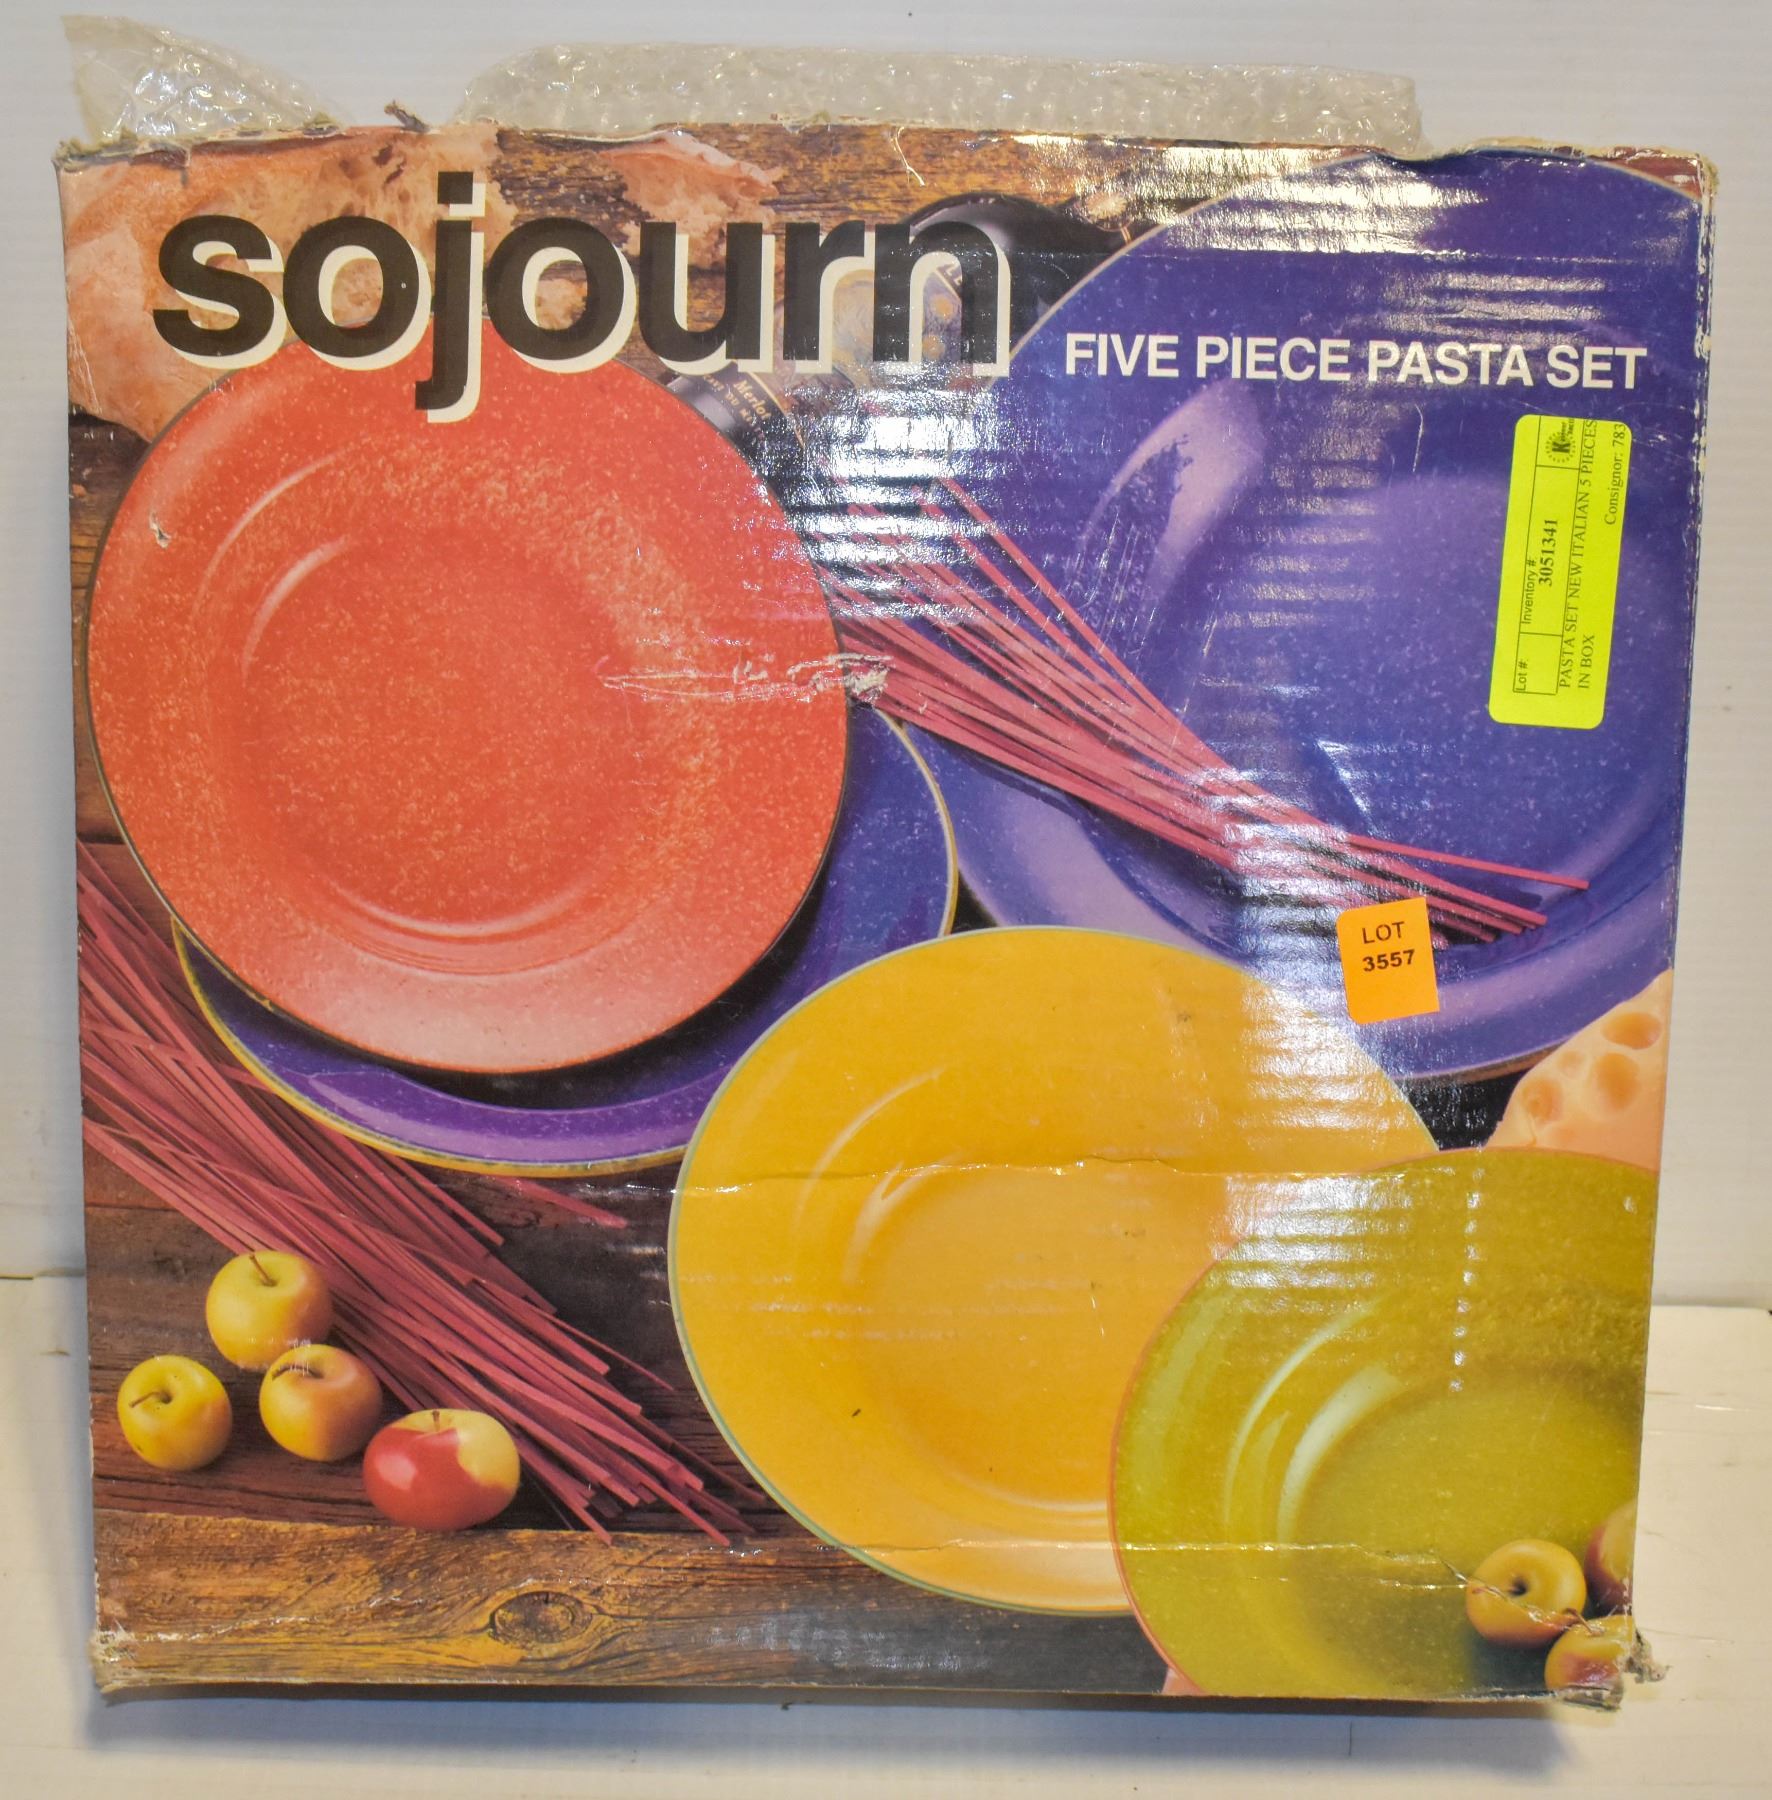 sojourn
FIVE PIECE PASTA SET
Merlot
Lot #:
Inventory #:
3051341
PASTA SET NEW ITALIAN 5 PIECES
IN BOX
Consignor: 783
LOT
3557